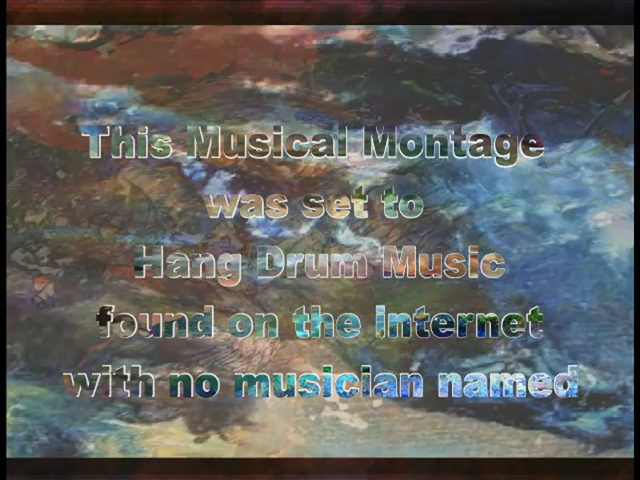 This Musical Montage
was set to
Hang Drum Music
found on the internet
with no musician named